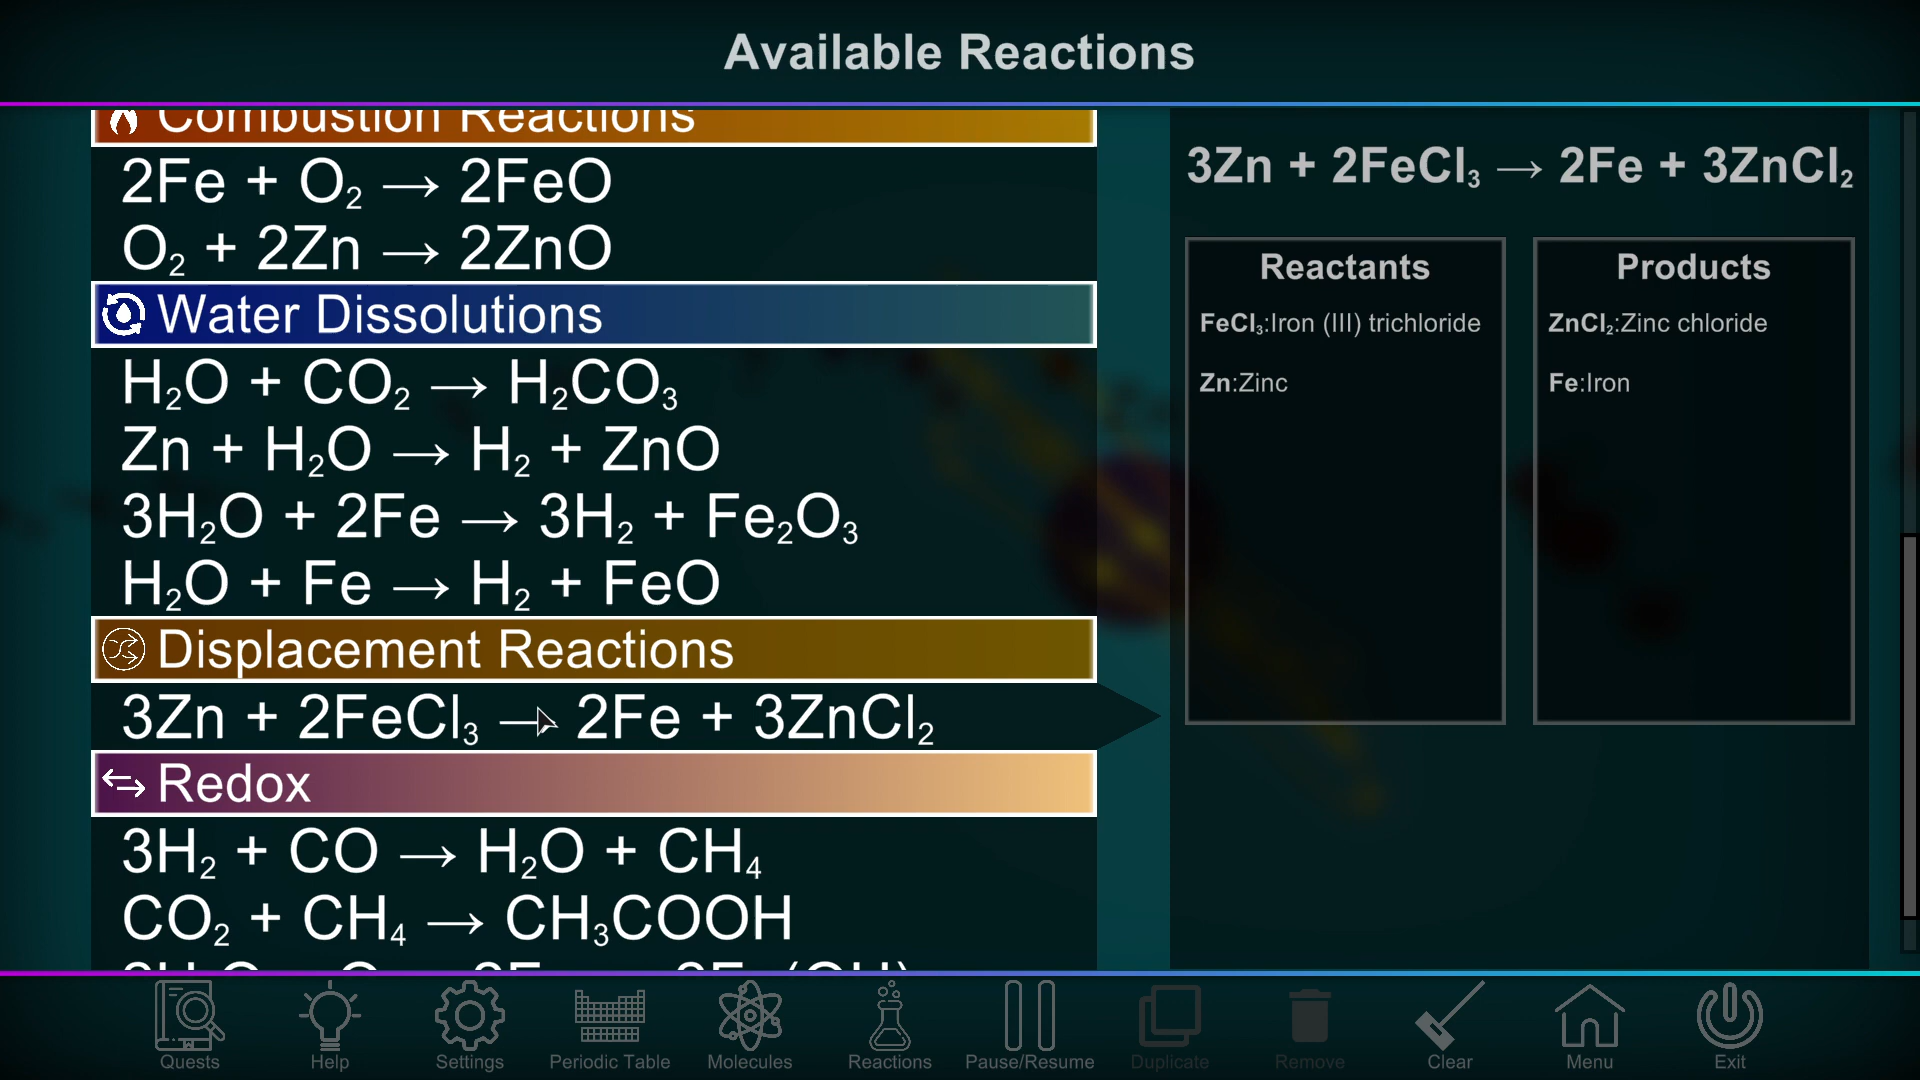 Available Reactions
Combustion Reactions
2Fe + O₂ → 2FeO
O₂ + 2Zn → 2ZnO
Water Dissolutions
H₂O + CO₂ → H₂CO₃
Zn + H₂O → H₂ + ZnO
3H₂O + 2Fe → 3H₂ + Fe₂O₃
H₂O + Fe → H₂ + FeO
Displacement Reactions
3Zn + 2FeCl₃ → 2Fe + 3ZnCl₂
Redox
3H₂ + CO → H₂O + CH₄
CO₂ + CH₄ → CH₃COOH
3Zn + 2FeCl₃ → 2Fe + 3ZnCl₂
Reactants
FeCl₃:Iron (III) trichloride
Zn:Zinc
Products
ZnCl₂:Zinc chloride
Fe:Iron
Quests
Help
Settings
Periodic Table
Molecules
Reactions
Pause/Resume
Duplicate
Remove
Clear
Menu
Exit